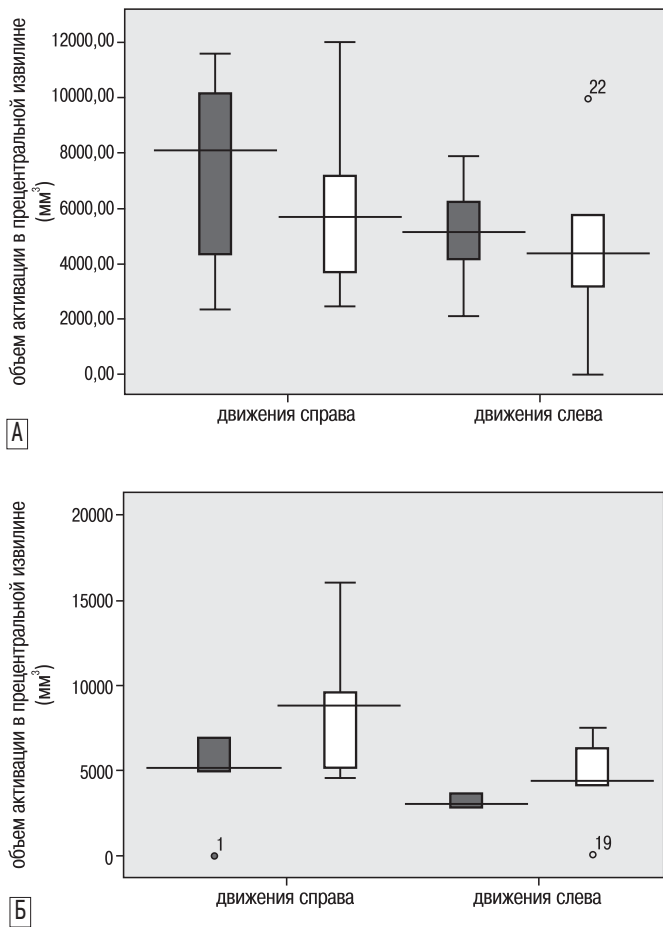 объем активации в прецентральной извилине
(мм³)
12000,00
10000,00
8000,00
6000,00
4000,00
2000,00
0,00
22
движения справа
движения слева
А
объем активации в прецентральной извилине
(мм³)
20000
15000
10000
5000
0
1
19
движения справа
движения слева
Б